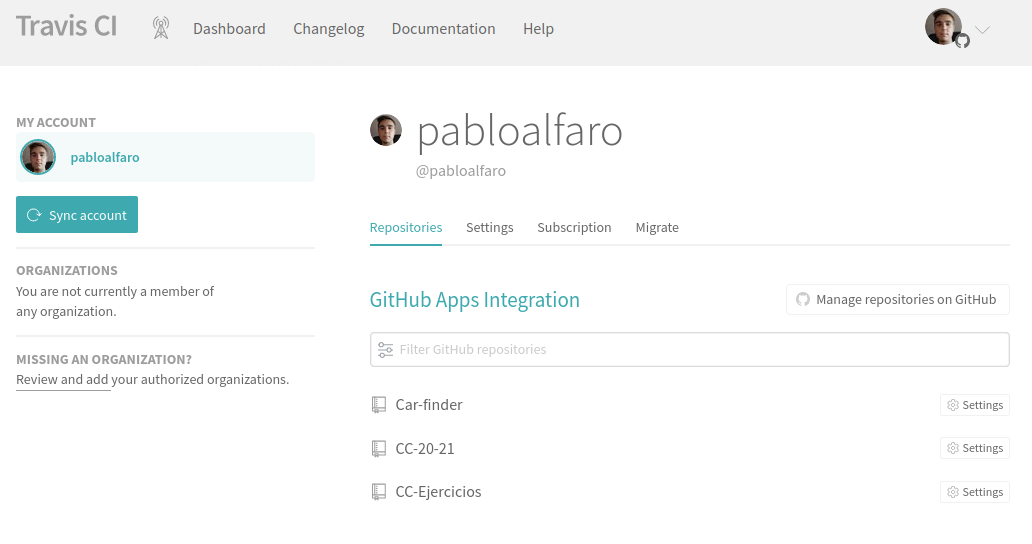 Travis CI
Dashboard
Changelog
Documentation
Help
MY ACCOUNT
pabloalfaro
Sync account
ORGANIZATIONS
You are not currently a member of
any organization.
MISSING AN ORGANIZATION?
Review and add your authorized organizations.
pabloalfaro
@pabloalfaro
Repositories
Settings
Subscription
Migrate
GitHub Apps Integration
Manage repositories on GitHub
Filter GitHub repositories
Car-finder
Settings
CC-20-21
Settings
CC-Ejercicios
Settings